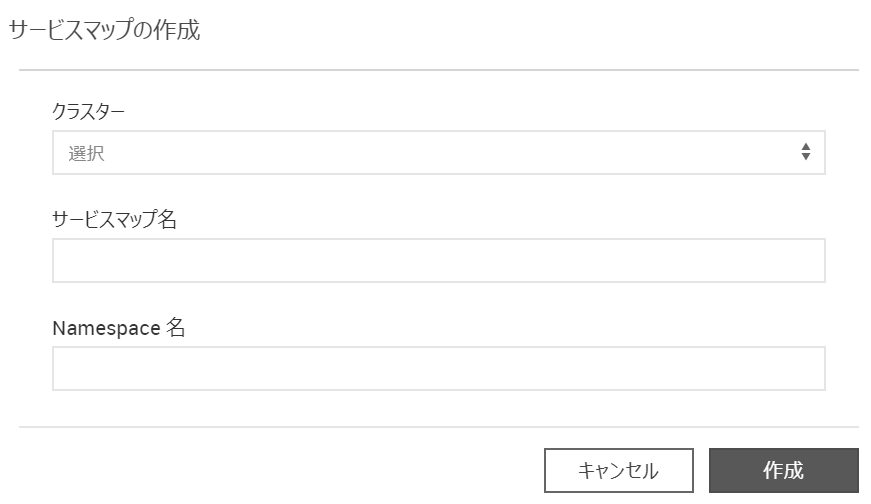 サービスマップの作成
クラスター
選択
サービスマップ名
Namespace 名
キャンセル
作成